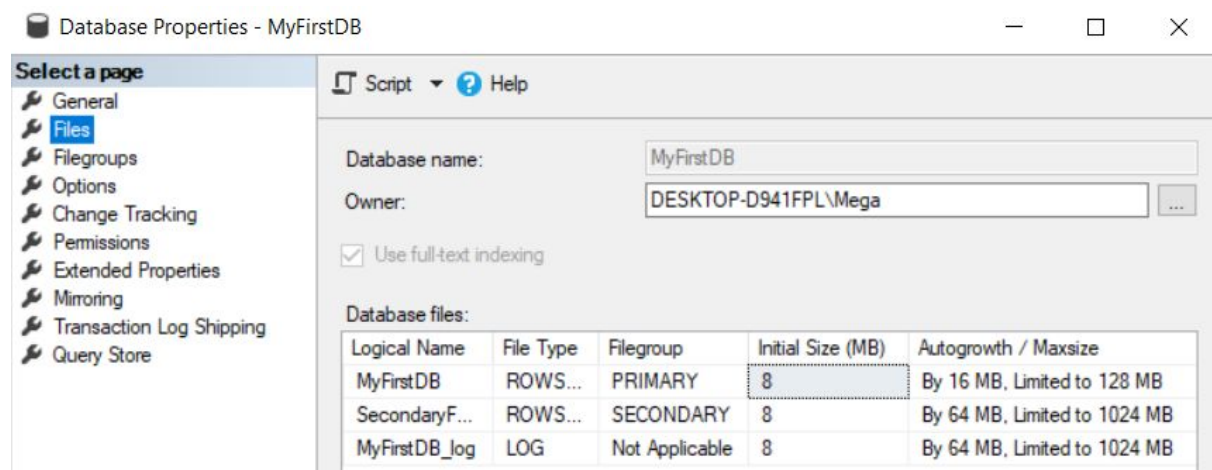 Database Properties - MyFirstDB
Select a page
General
Files
Filegroups
Options
Change Tracking
Permissions
Extended Properties
Mirroring
Transaction Log Shipping
Query Store
Script Help
Database name: MyFirstDB
Owner: DESKTOP-D941FPL\Mega ...
Use full-text indexing
Database files:
Logical Name File Type Filegroup Initial Size (MB) Autogrowth / Maxsize
MyFirstDB ROWS... PRIMARY 8 By 16 MB, Limited to 128 MB
SecondaryF... ROWS... SECONDARY 8 By 64 MB, Limited to 1024 MB
MyFirstDB_log LOG Not Applicable 8 By 64 MB, Limited to 1024 MB